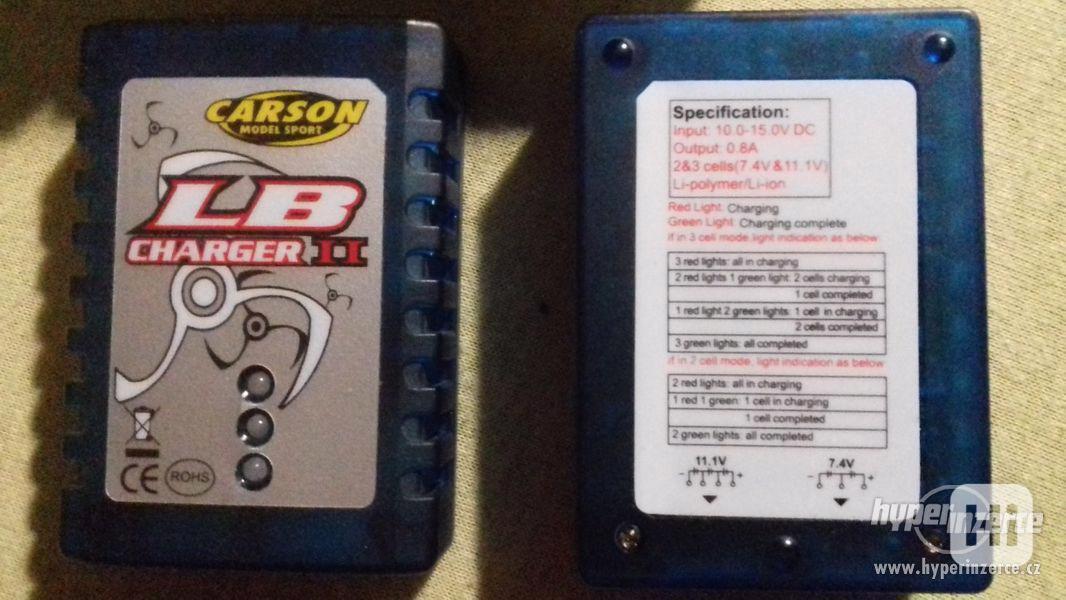 CARSON
MODEL SPORT
LB
CHARGER II
CE
ROHS
Specification:
Input: 10.0-15.0V DC
Output: 0.8A
2&3 cells(7.4V&11.1V)
Li-polymer/Li-ion
Red Light: Charging
Green Light: Charging complete
if in 3 cell mode,light indication as below
3 red lights: all in charging
2 red lights 1 green light: 2 cells charging
1 cell completed
1 red light 2 green lights: 1 cell in charging
2 cells completed
3 green lights: all completed
if in 2 cell mode, light indication as below
2 red lights: all in charging
1 red 1 green: 1 cell in charging
1 cell completed
2 green lights: all completed
11.1V 7.4V
- + - +
hyperinzerce
www.hyperinzerce.cz